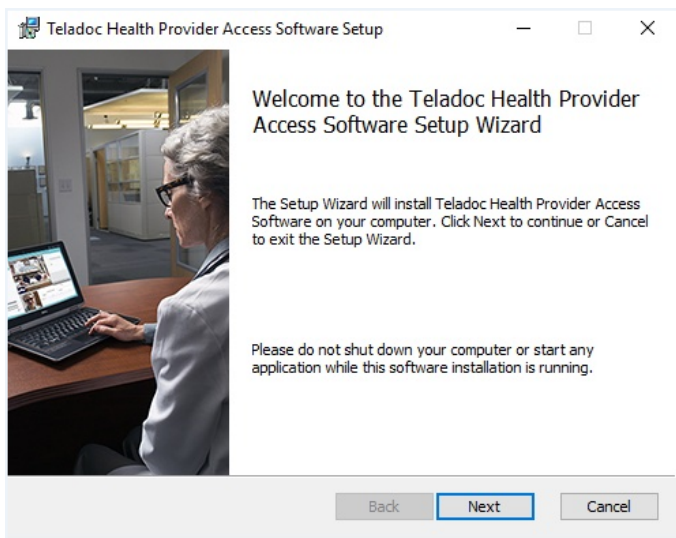 Teladoc Health Provider Access Software Setup
Welcome to the Teladoc Health Provider
Access Software Setup Wizard
The Setup Wizard will install Teladoc Health Provider Access
Software on your computer. Click Next to continue or Cancel
to exit the Setup Wizard.
Please do not shut down your computer or start any
application while this software installation is running.
Back
Next
Cancel